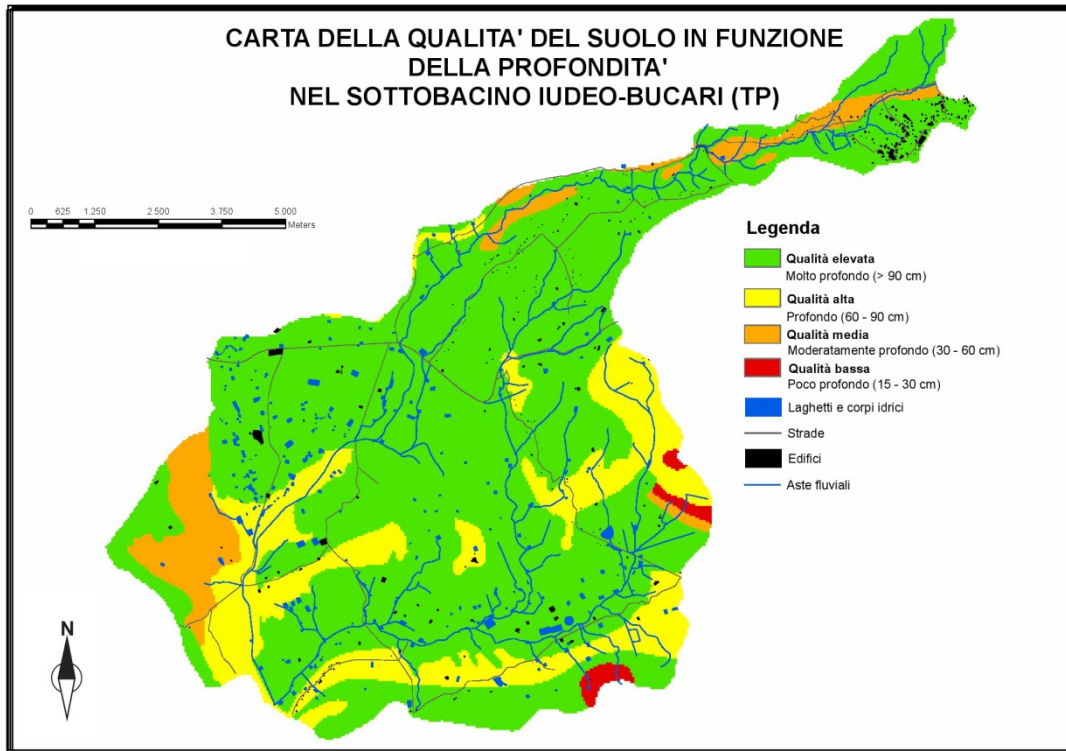 CARTA DELLA QUALITA' DEL SUOLO IN FUNZIONE
DELLA PROFONDITA'
NEL SOTTOBACINO IUDEO-BUCARI (TP)
0 625 1.250 2.500 3.750 5.000
Meters
Legenda
Qualità elevata
Molto profondo (> 90 cm)
Qualità alta
Profondo (60 - 90 cm)
Qualità media
Moderatamente profondo (30 - 60 cm)
Qualità bassa
Poco profondo (15 - 30 cm)
Laghetti e corpi idrici
Strade
Edifici
Aste fluviali
N